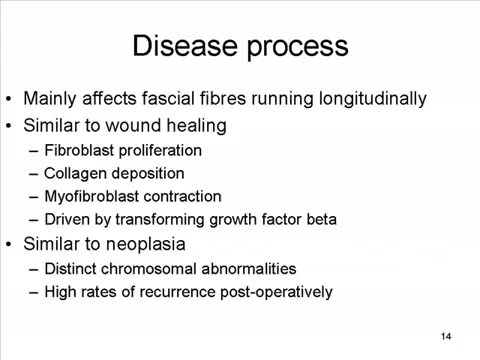 Disease process
• Mainly affects fascial fibres running longitudinally
• Similar to wound healing
– Fibroblast proliferation
– Collagen deposition
– Myofibroblast contraction
– Driven by transforming growth factor beta
• Similar to neoplasia
– Distinct chromosomal abnormalities
– High rates of recurrence post-operatively
14